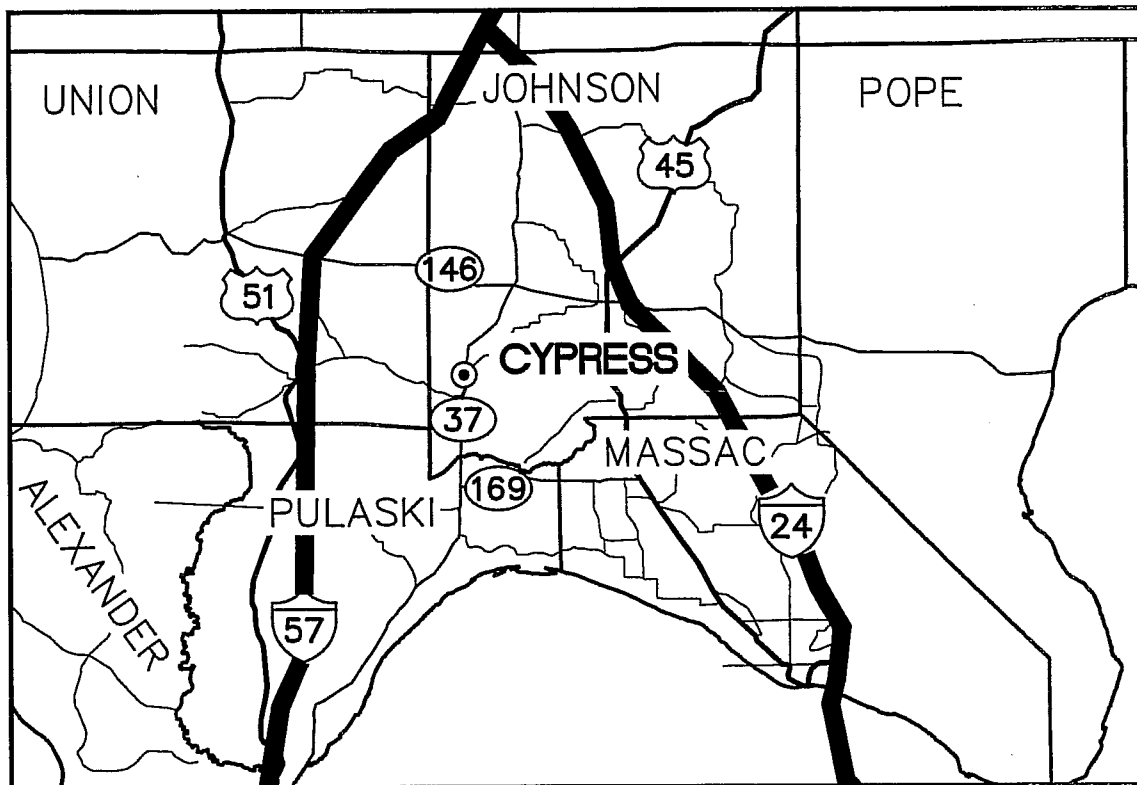 UNION
JOHNSON
POPE
45
146
51
CYPRESS
37
MASSAC
169
PULASKI
ALEXANDER
24
57